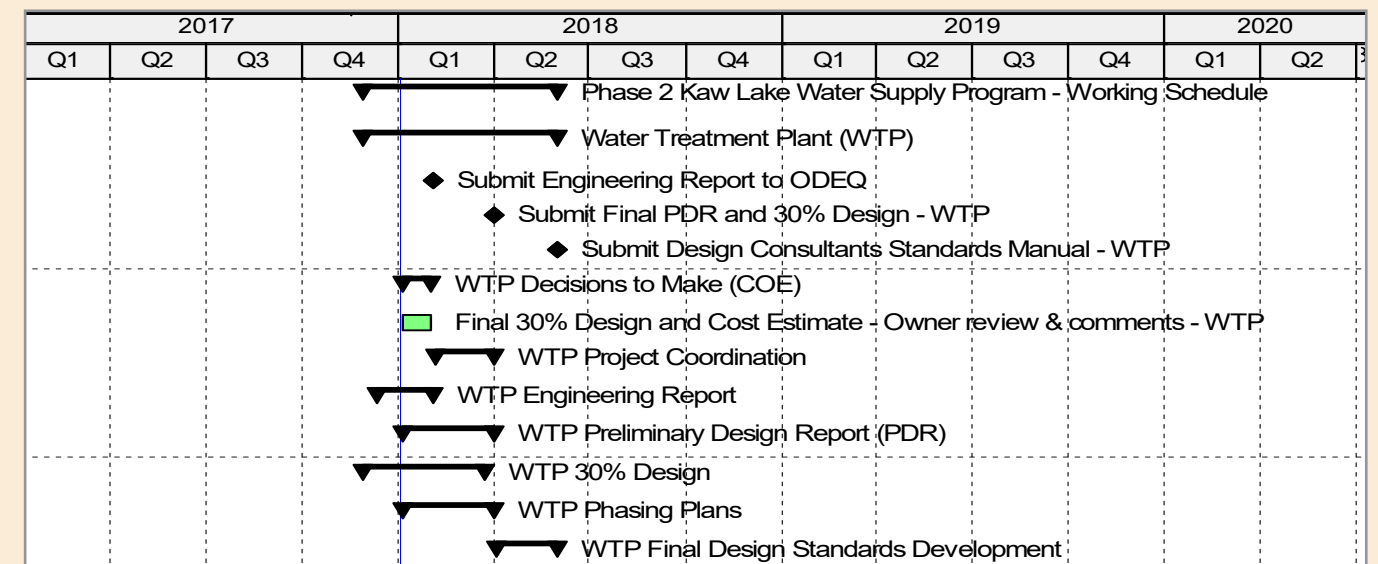 2017 2018 2019 2020
Q1 Q2 Q3 Q4 Q1 Q2 Q3 Q4 Q1 Q2 Q3 Q4 Q1 Q2
Phase 2 Kaw Lake Water Supply Program - Working Schedule
Water Treatment Plant (WTP)
Submit Engineering Report to ODEQ
Submit Final PDR and 30% Design - WTP
Submit Design Consultants Standards Manual - WTP
WTP Decisions to Make (COE)
Final 30% Design and Cost Estimate - Owner review & comments - WTP
WTP Project Coordination
WTP Engineering Report
WTP Preliminary Design Report (PDR)
WTP 30% Design
WTP Phasing Plans
WTP Final Design Standards Development